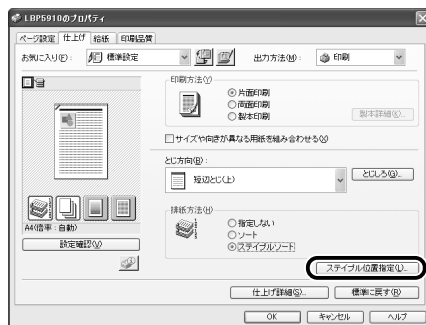 LBP5910のプロパティ
ページ設定 仕上げ 給紙 印刷品質
お気に入り(F): 標準設定 出力方法(M): 印刷
印刷方法(Y)
片面印刷
両面印刷
製本印刷
製本詳細(K)...
サイズや向きが異なる用紙を組み合わせる(X)
とじ方向(B):
短辺とじ(上)
とじしろ(G)...
排紙方法(H)
指定しない
ソート
ステイプルソート
A4(倍率: 自動)
設定確認(V)
ステイプル位置指定(L)...
仕上げ詳細(S)...
標準に戻す(R)
OK
キャンセル
ヘルプ